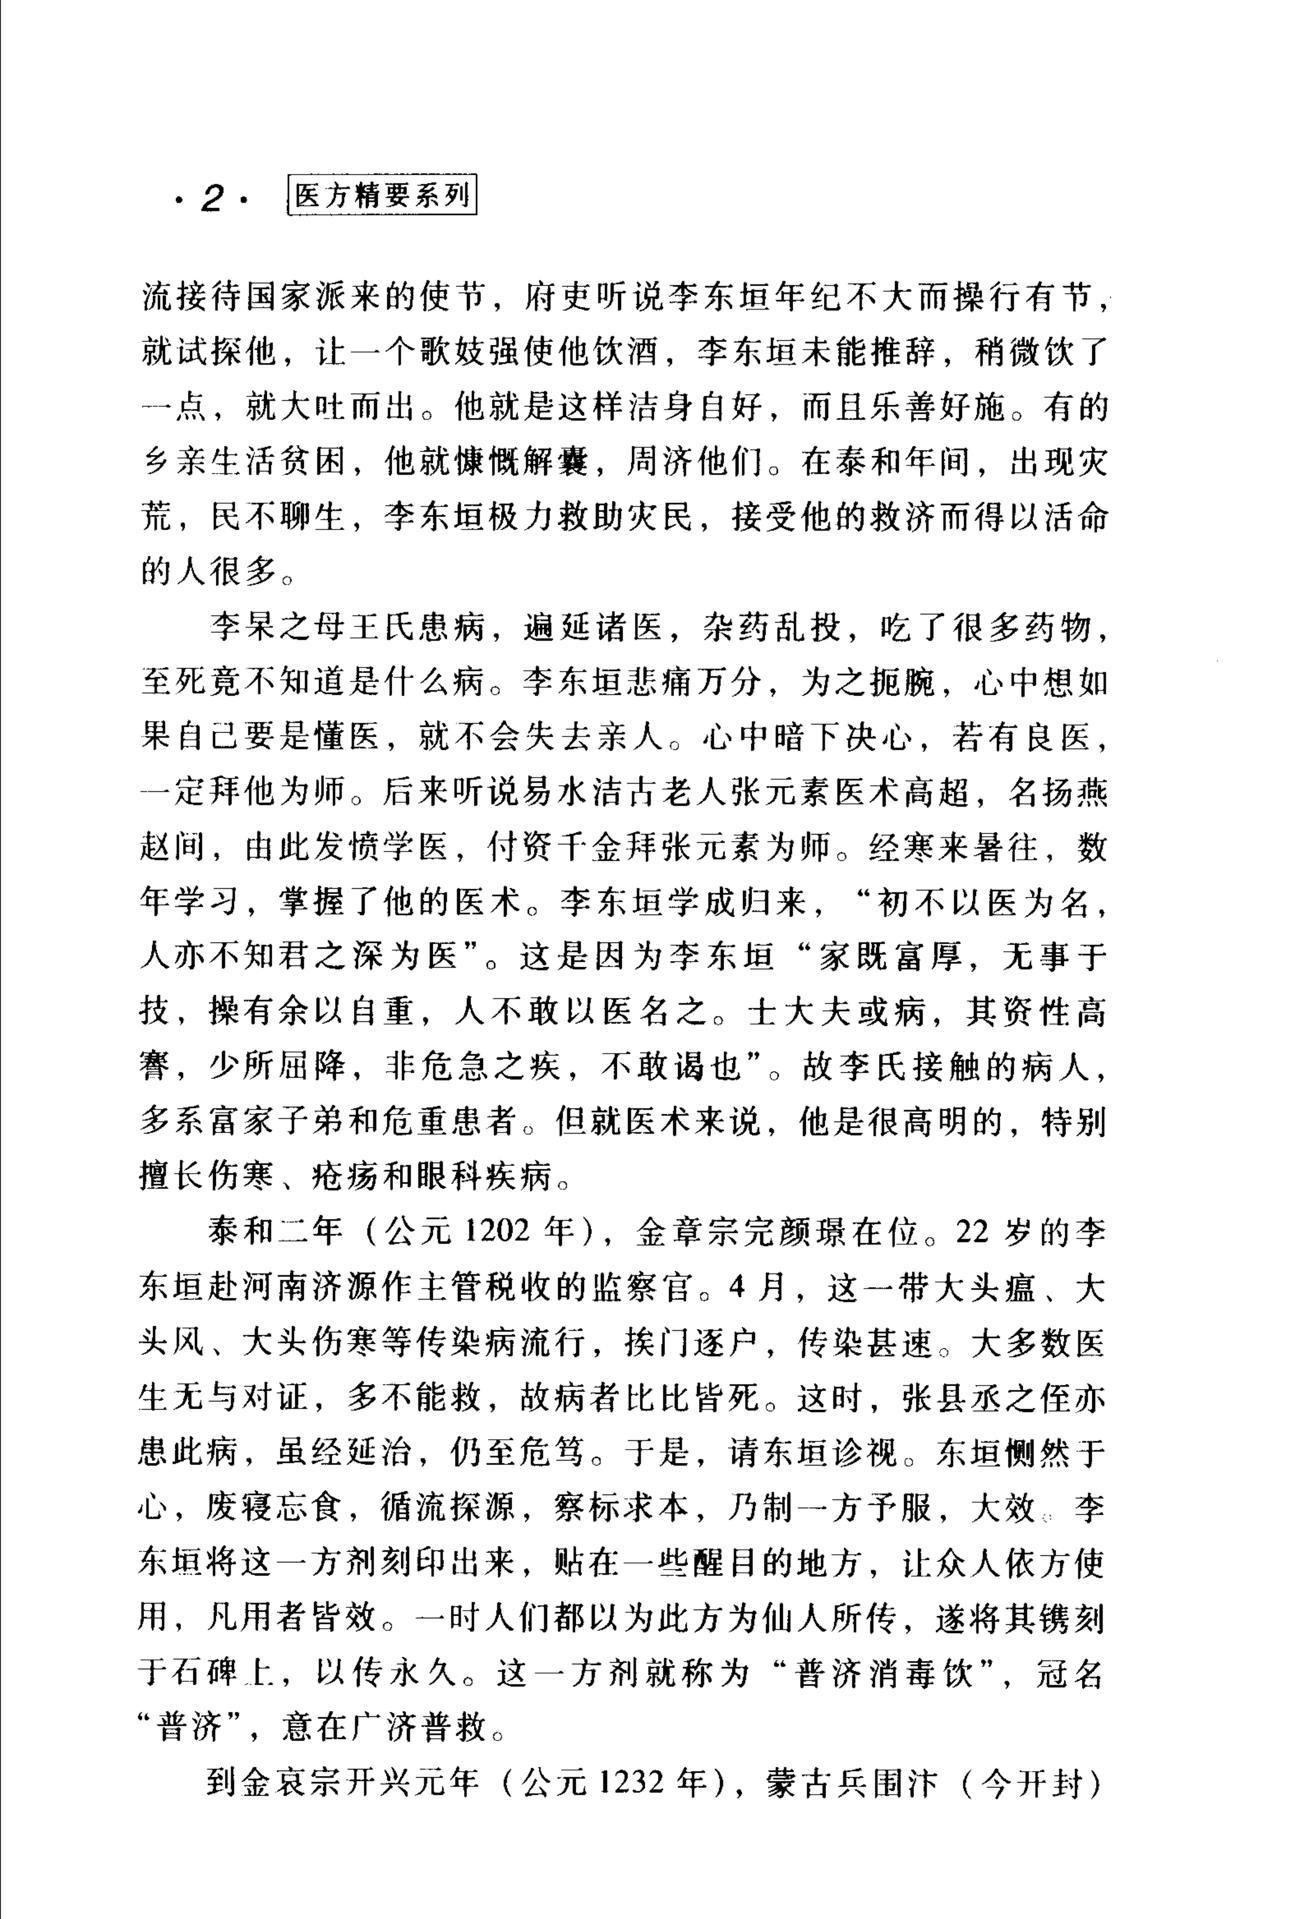 ·2· 医方精要系列
流接待国家派来的使节，府吏听说李东垣年纪不大而操行有节，
就试探他，让一个歌妓强使他饮酒，李东垣未能推辞，稍微饮了
一点，就大吐而出。他就是这样洁身自好，而且乐善好施。有的
乡亲生活贫困，他就慷慨解囊，周济他们。在泰和年间，出现灾
荒，民不聊生，李东垣极力救助灾民，接受他的救济而得以活命
的人很多。
李杲之母王氏患病，遍延诸医，杂药乱投，吃了很多药物，
至死竟不知道是什么病。李东垣悲痛万分，为之扼腕，心中想如
果自己要是懂医，就不会失去亲人。心中暗下决心，若有良医，
一定拜他为师。后来听说易水洁古老人张元素医术高超，名扬燕
赵间，由此发愤学医，付资千金拜张元素为师。经寒来暑往，数
年学习，掌握了他的医术。李东垣学成归来，“初不以医为名，
人亦不知君之深为医”。这是因为李东垣“家既富厚，无事于
技，操有余以自重，人不敢以医名之。士大夫或病，其资性高
謇，少所屈降，非危急之疾，不敢谒也”。故李氏接触的病人，
多系富家子弟和危重患者。但就医术来说，他是很高明的，特别
擅长伤寒、疮疡和眼科疾病。
泰和二年（公元1202年），金章宗完颜璟在位。22岁的李
东垣赴河南济源作主管税收的监察官。4月，这一带大头瘟、大
头风、大头伤寒等传染病流行，挨门逐户，传染甚速。大多数医
生无与对证，多不能救，故病者比比皆死。这时，张县丞之侄亦
患此病，虽经延治，仍至危笃。于是，请东垣诊视。东垣恻然于
心，废寝忘食，循流探源，察标求本，乃制一方予服，大效。李
东垣将这一方剂刻印出来，贴在一些醒目的地方，让众人依方使
用，凡用者皆效。一时人们都以为此方为仙人所传，遂将其镌刻
于石碑上，以传永久。这一方剂就称为“普济消毒饮”，冠名
“普济”，意在广济普救。
到金哀宗开兴元年（公元1232年），蒙古兵围汴（今开封）